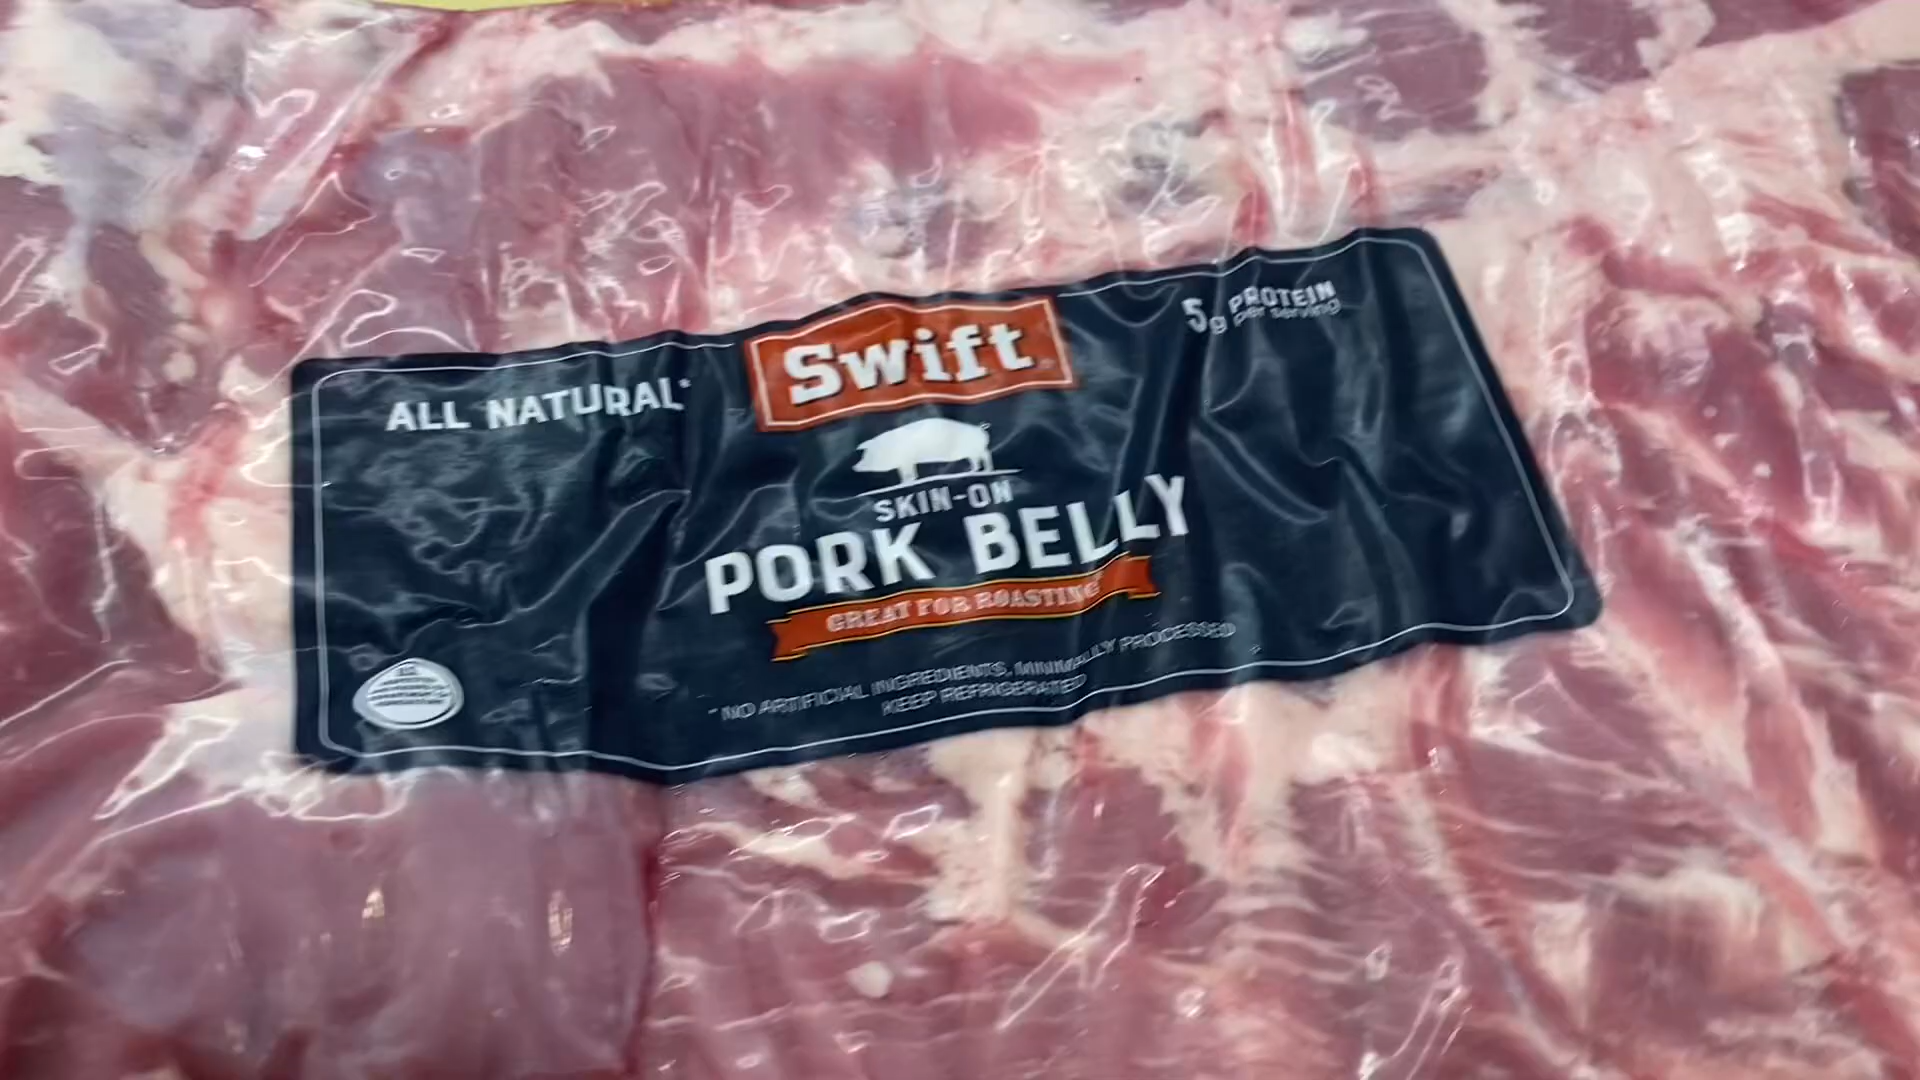 Swift
ALL NATURAL*
5g PROTEIN
per serving
SKIN-ON
PORK BELLY
GREAT FOR ROASTING
* NO ARTIFICIAL INGREDIENTS, MINIMALLY PROCESSED
KEEP REFRIGERATED